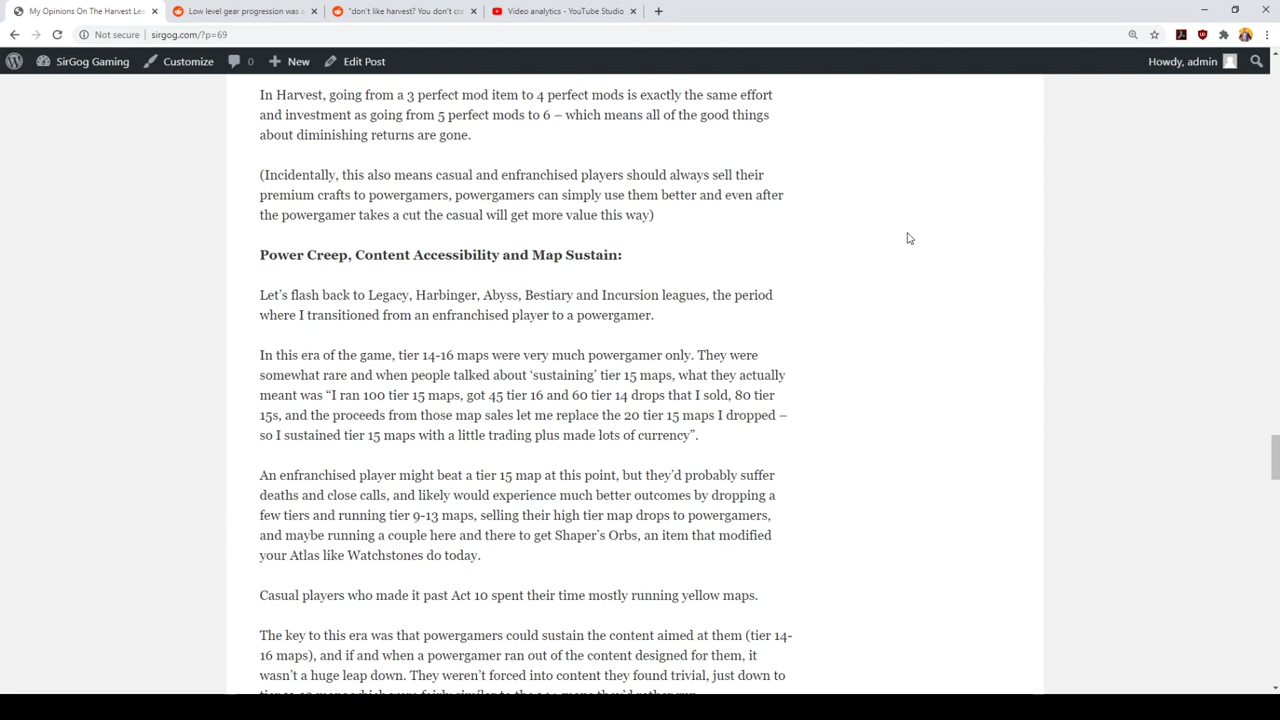 My Opinions On The Harvest Lea
Low level gear progression was a
"don't like harvest? You don't cr
Video analytics - YouTube Studio
Not secure | sirgog.com/?p=69
SirGog Gaming
Customize
0
New
Edit Post
Howdy, admin
In Harvest, going from a 3 perfect mod item to 4 perfect mods is exactly the same effort
and investment as going from 5 perfect mods to 6 – which means all of the good things
about diminishing returns are gone.
(Incidentally, this also means casual and enfranchised players should always sell their
premium crafts to powergamers, powergamers can simply use them better and even after
the powergamer takes a cut the casual will get more value this way)
Power Creep, Content Accessibility and Map Sustain:
Let's flash back to Legacy, Harbinger, Abyss, Bestiary and Incursion leagues, the period
where I transitioned from an enfranchised player to a powergamer.
In this era of the game, tier 14-16 maps were very much powergamer only. They were
somewhat rare and when people talked about 'sustaining' tier 15 maps, what they actually
meant was "I ran 100 tier 15 maps, got 45 tier 16 and 60 tier 14 drops that I sold, 80 tier
15s, and the proceeds from those map sales let me replace the 20 tier 15 maps I dropped –
so I sustained tier 15 maps with a little trading plus made lots of currency".
An enfranchised player might beat a tier 15 map at this point, but they'd probably suffer
deaths and close calls, and likely would experience much better outcomes by dropping a
few tiers and running tier 9-13 maps, selling their high tier map drops to powergamers,
and maybe running a couple here and there to get Shaper's Orbs, an item that modified
your Atlas like Watchstones do today.
Casual players who made it past Act 10 spent their time mostly running yellow maps.
The key to this era was that powergamers could sustain the content aimed at them (tier 14-
16 maps), and if and when a powergamer ran out of the content designed for them, it
wasn't a huge leap down. They weren't forced into content they found trivial, just down to